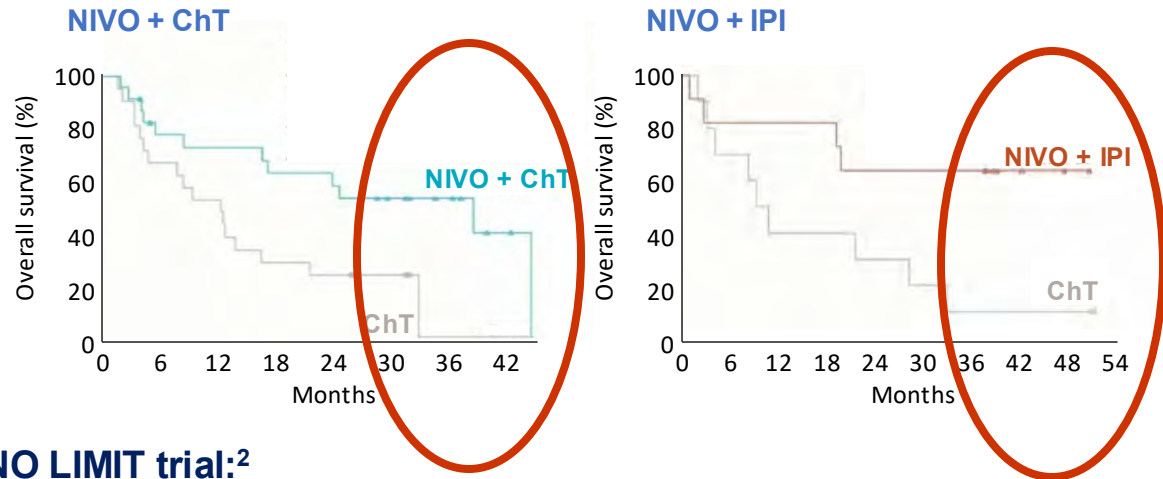 NIVO + ChT
100
80
60
40
20
0
Overall survival (%)
NIVO + ChT
ChT
0 6 12 18 24 30 36 42
Months
NIVO + IPI
100
80
60
40
20
0
Overall survival (%)
NIVO + IPI
ChT
0 6 12 18 24 30 36 42 48 54
Months
NO LIMIT trial:2